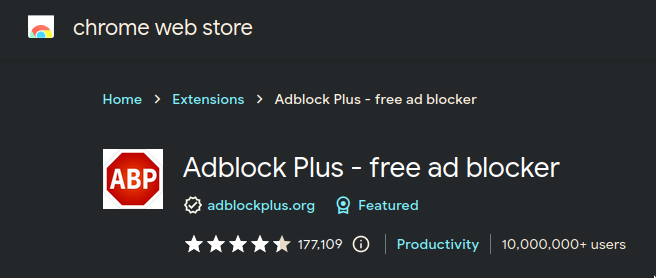 chrome web store
Home > Extensions > Adblock Plus - free ad blocker
ABP
Adblock Plus - free ad blocker
adblockplus.org Featured
177,109 Productivity 10,000,000+ users